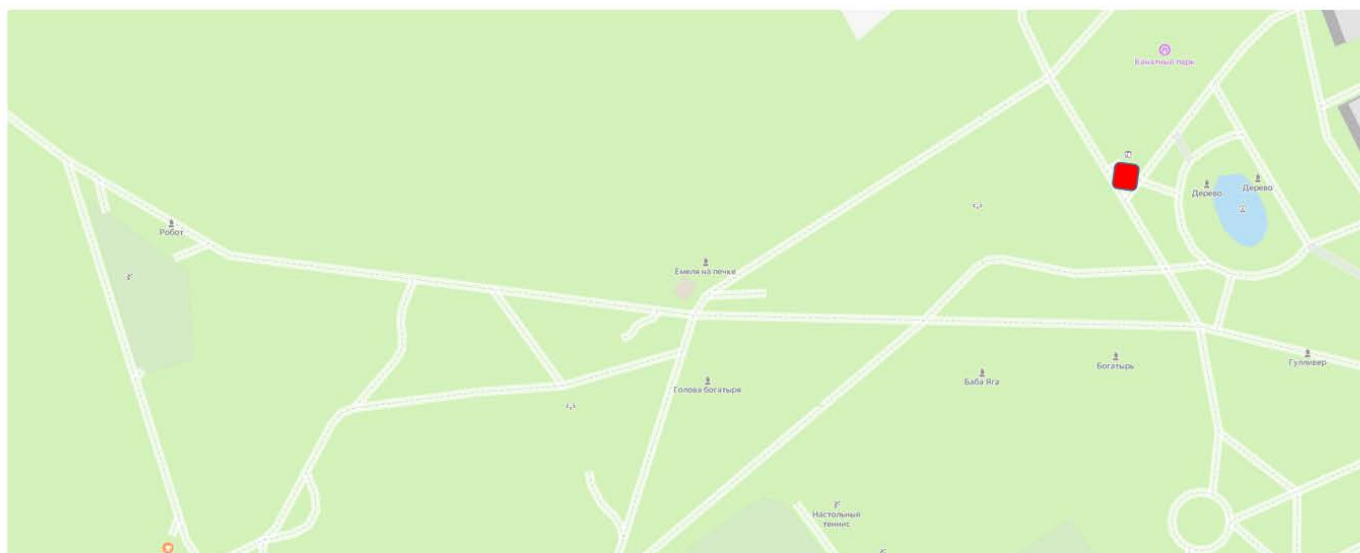 Канатный парк
Дерево
Дерево
Робот
Емеля на печке
Богатырь
Гулливер
Баба Яга
Голова богатыря
Настольный
теннис